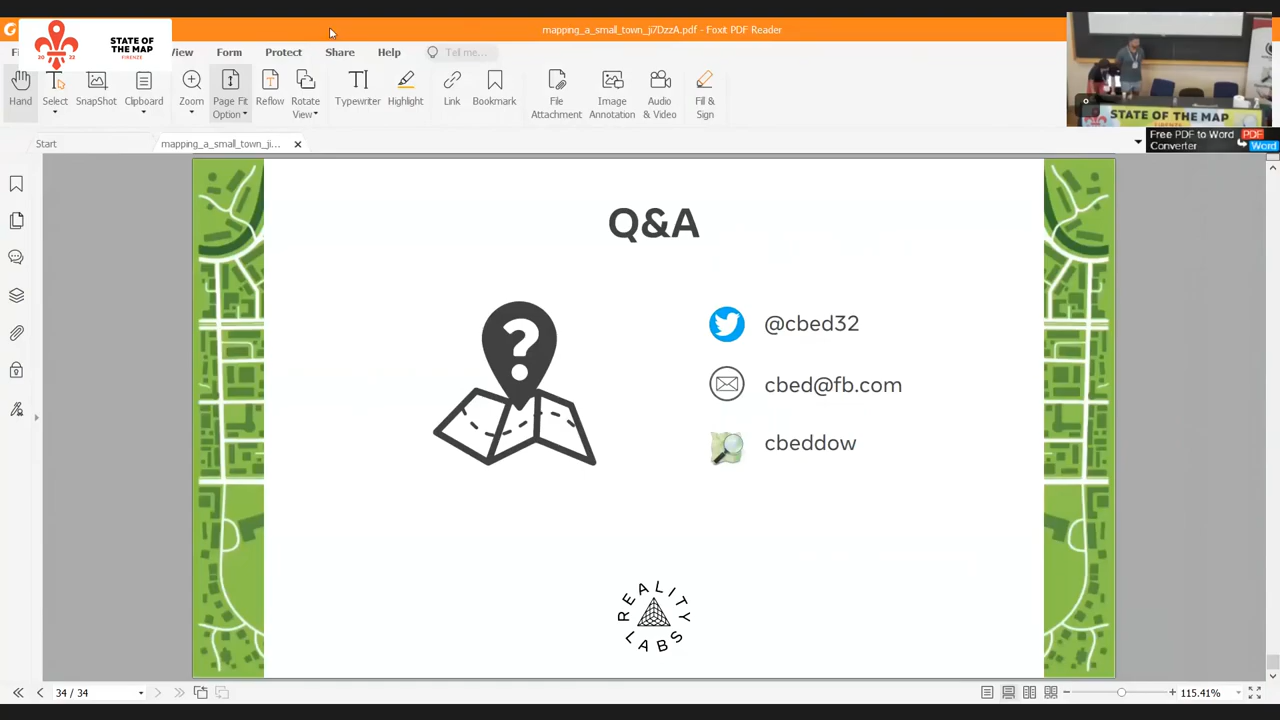 mapping_a_small_town_ji7DzzA.pdf - Foxit PDF Reader
STATE OF
THE MAP
20 22 FIRENZE
View Form Protect Share Help Tell me...
Hand Select SnapShot Clipboard Zoom Page Fit Option Reflow Rotate View Typewriter Highlight Link Bookmark File Attachment Image Annotation Audio & Video Fill & Sign
STATE OF THE MAP
Free PDF to Word
Converter
PDF
Word
Start mapping_a_small_town_ji...
Q&A
?
@cbed32
cbed@fb.com
cbeddow
REALITY
LABS
34 / 34 115.41%